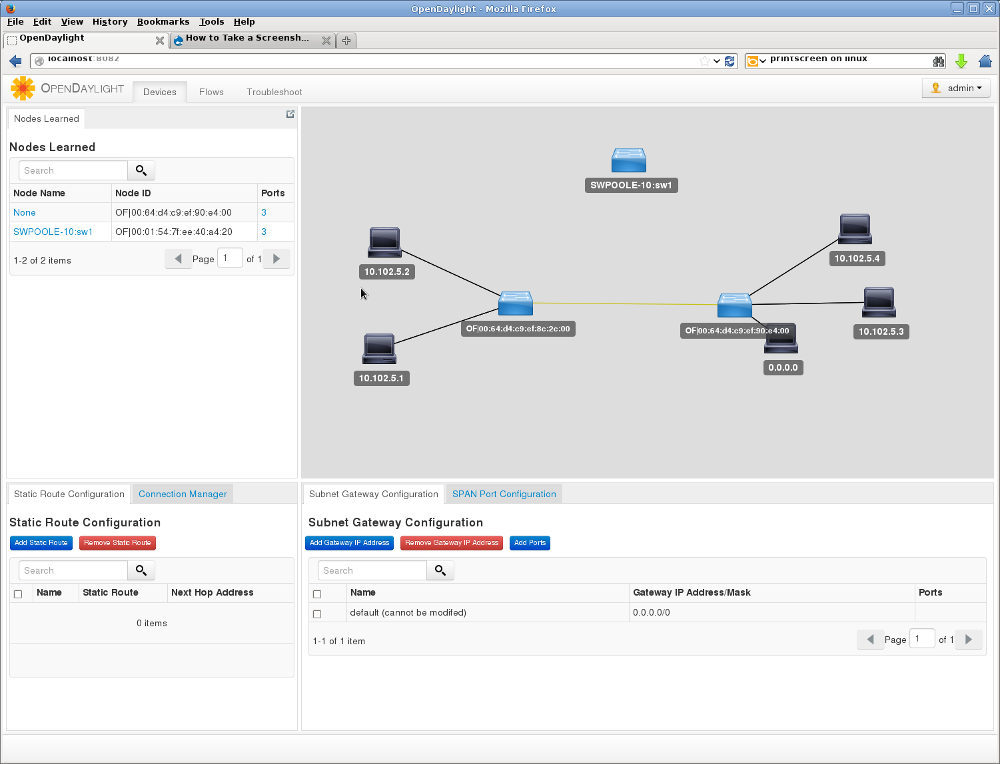 OpenDaylight - Mozilla Firefox
File Edit View History Bookmarks Tools Help
OpenDaylight
How to Take a Screensh...
localhost:8082
printscreen on linux
OPENDAYLIGHT
Devices
Flows
Troubleshoot
admin
Nodes Learned
Nodes Learned
Search
Node Name Node ID Ports
None OF|00:64:d4:c9:ef:90:e4:00 3
SWPOOLE-10:sw1 OF|00:01:54:7f:ee:40:a4:20 3
1-2 of 2 items Page 1 of 1
SWPOOLE-10:sw1
10.102.5.4
10.102.5.2
OF|00:64:d4:c9:ef:8c:2c:00
OF|00:64:d4:c9:ef:90:e4:00
10.102.5.3
0.0.0.0
10.102.5.1
Static Route Configuration Connection Manager
Static Route Configuration
Add Static Route Remove Static Route
Search
Name Static Route Next Hop Address
0 items
Subnet Gateway Configuration SPAN Port Configuration
Subnet Gateway Configuration
Add Gateway IP Address Remove Gateway IP Address Add Ports
Search
Name Gateway IP Address/Mask Ports
default (cannot be modifed) 0.0.0.0/0
1-1 of 1 item Page 1 of 1